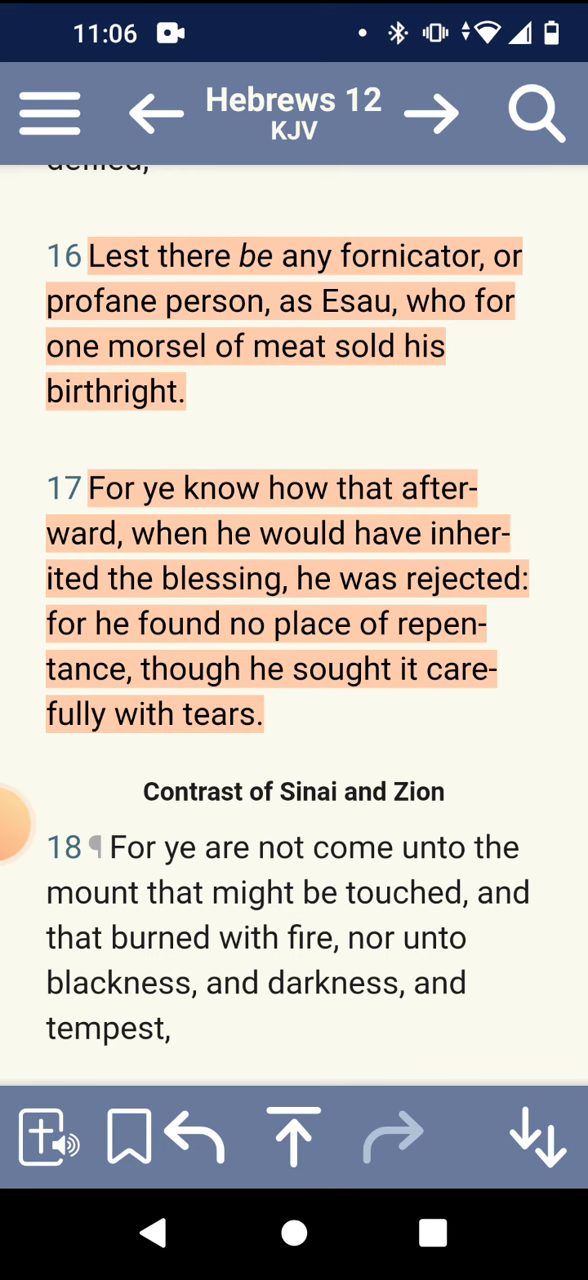 11:06
Hebrews 12
KJV
defiled,
16 Lest there be any fornicator, or
profane person, as Esau, who for
one morsel of meat sold his
birthright.
17 For ye know how that after-
ward, when he would have inher-
ited the blessing, he was rejected:
for he found no place of repen-
tance, though he sought it care-
fully with tears.
Contrast of Sinai and Zion
18 ¶ For ye are not come unto the
mount that might be touched, and
that burned with fire, nor unto
blackness, and darkness, and
tempest,